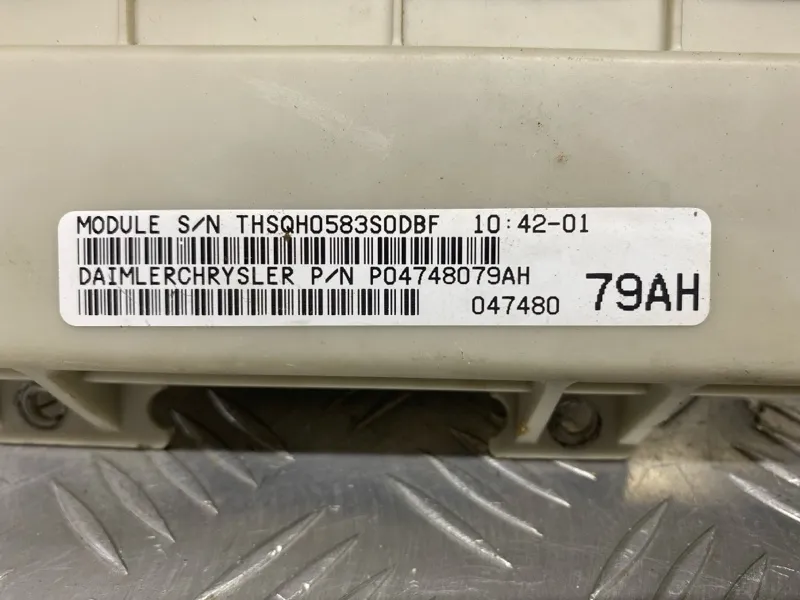 MODULE S/N THSQH0583S0DBF 10:42-01
DAIMLERCHRYSLER P/N P04748079AH
047480 79AH